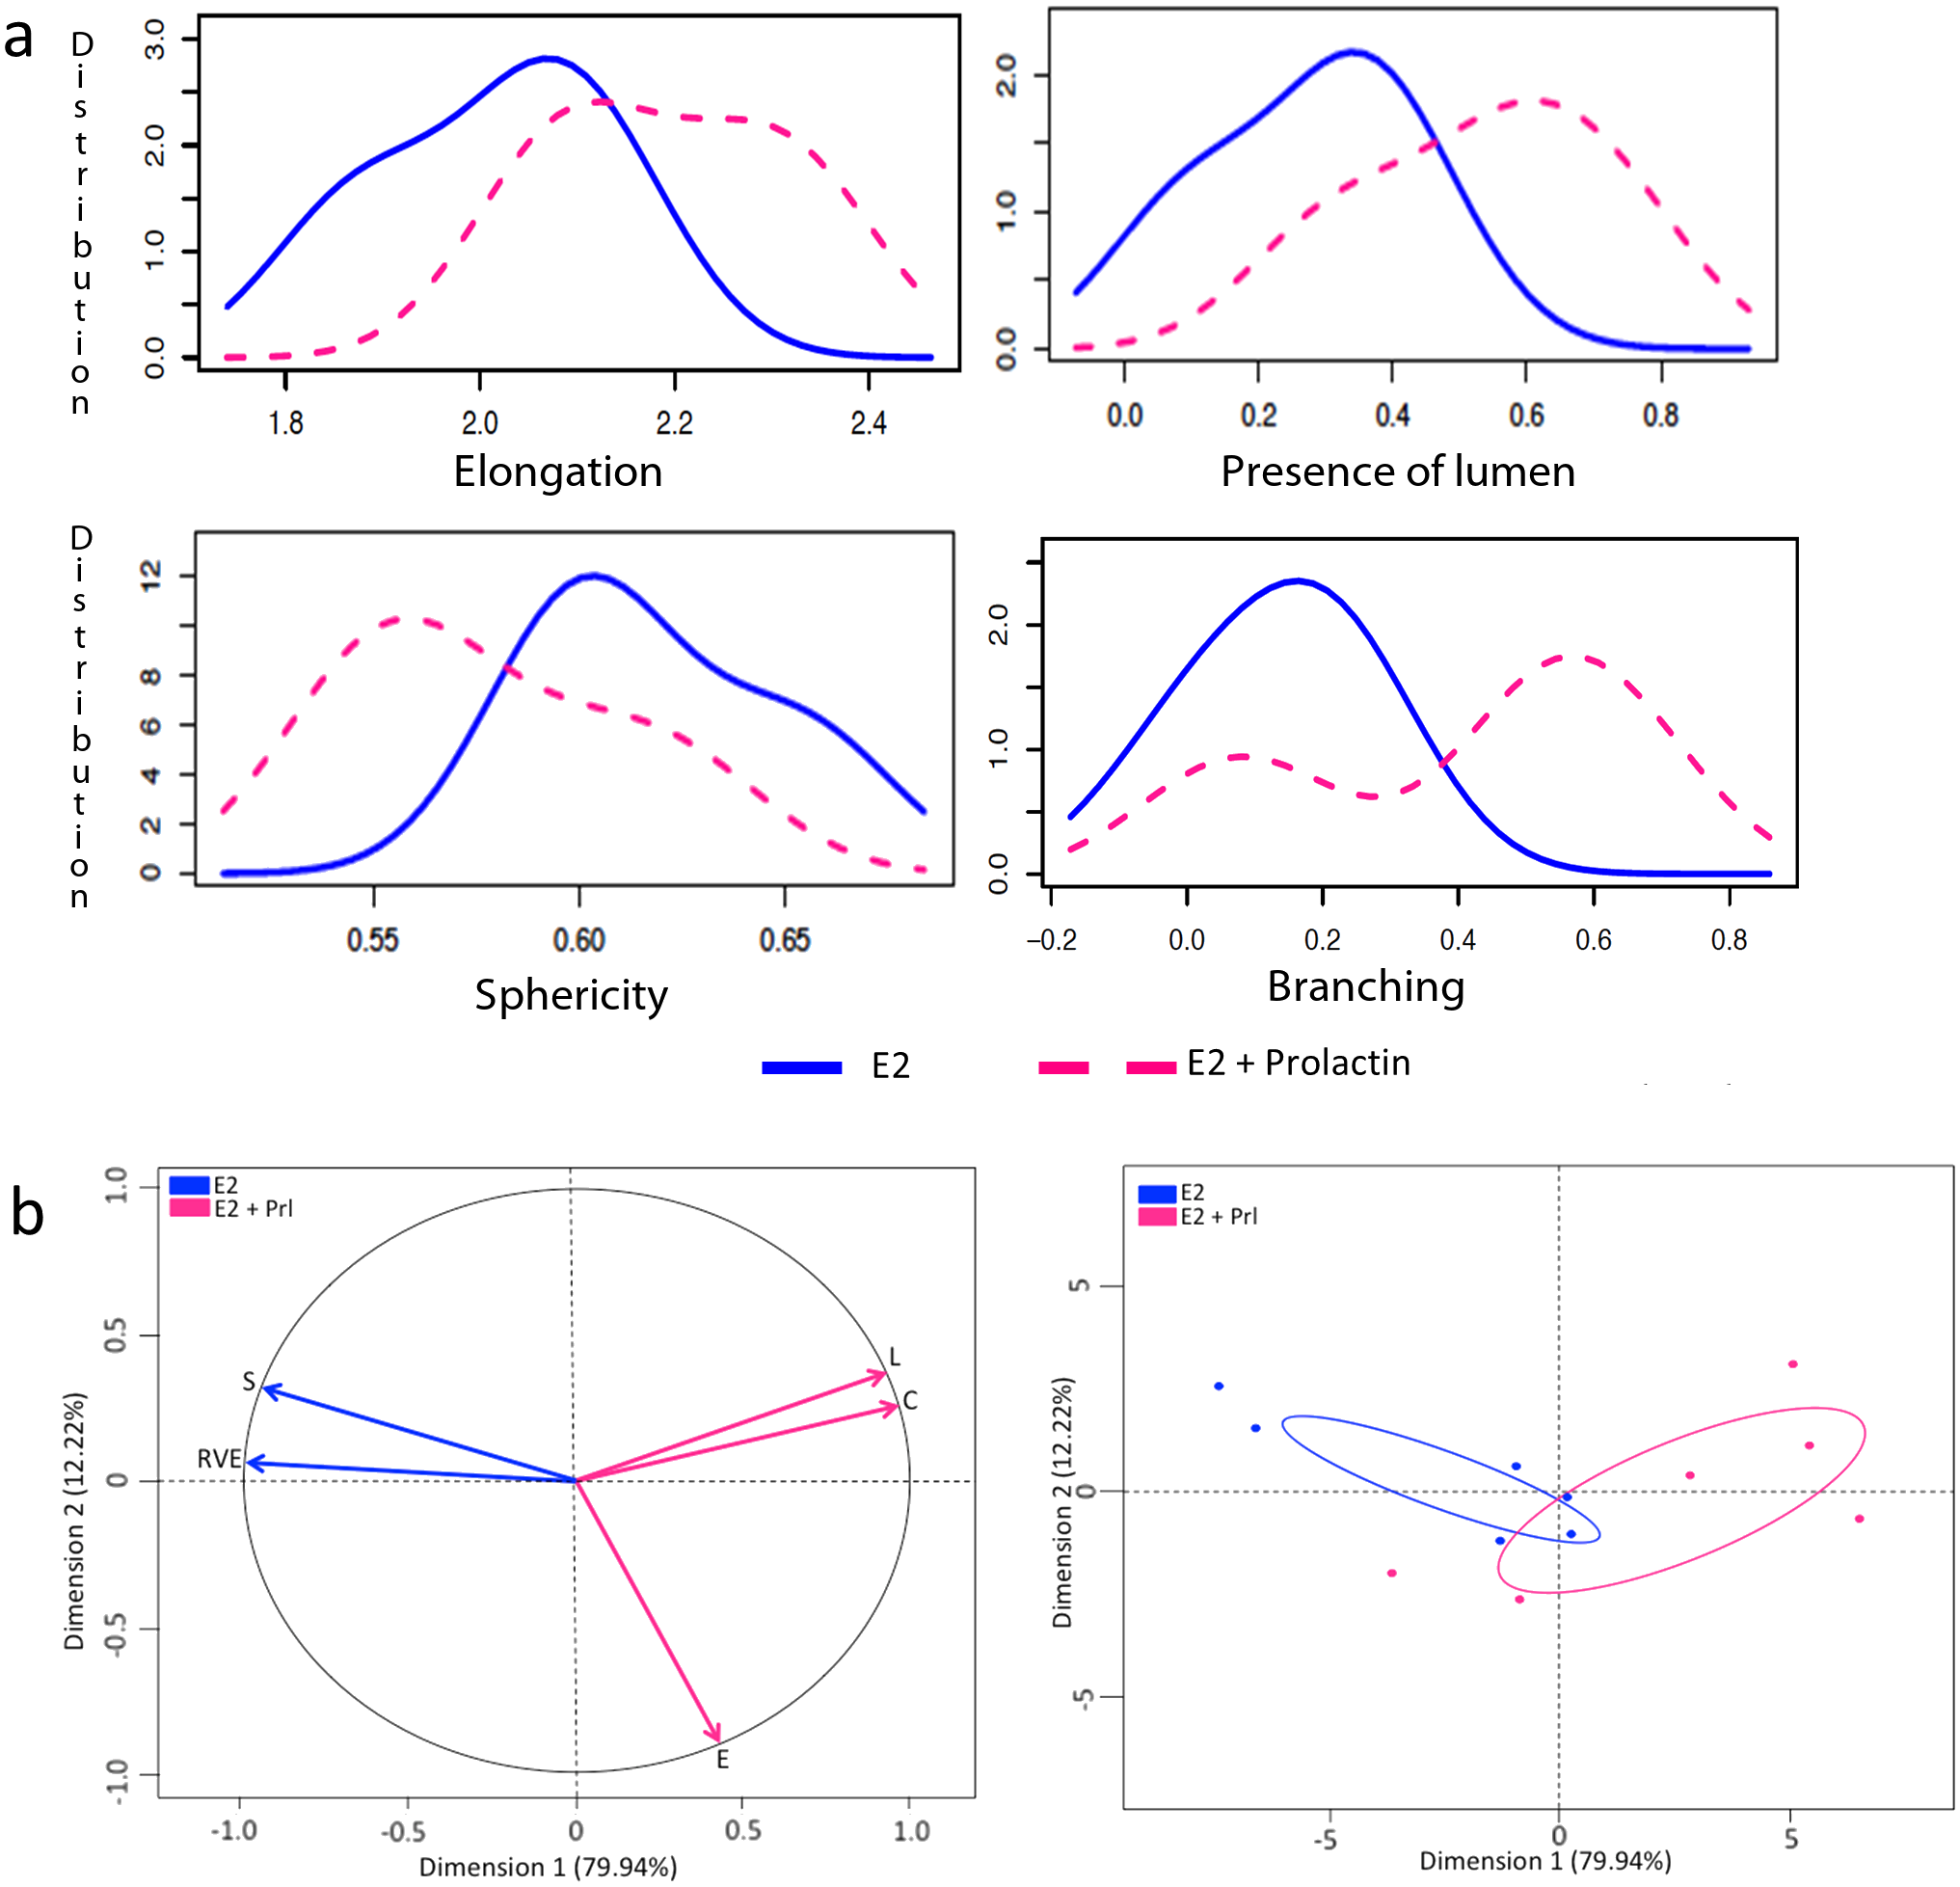 a
Distribution
3.0
2.0
1.0
0.0
1.8 2.0 2.2 2.4
Elongation
2.0
1.0
0.0
0.0 0.2 0.4 0.6 0.8
Presence of lumen
Distribution
12
8
6
4
2
0
0.55 0.60 0.65
Sphericity
2.0
1.0
0.0
–0.2 0.0 0.2 0.4 0.6 0.8
Branching
E2
E2 + Prolactin
b
E2
E2 + Prl
Dimension 2 (12.22%)
1.0
0.5
0
-0.5
-1.0
S
RVE
L
C
E
-1.0 -0.5 0 0.5 1.0
Dimension 1 (79.94%)
E2
E2 + Prl
Dimension 2 (12.22%)
5
0
-5
-5 0 5
Dimension 1 (79.94%)